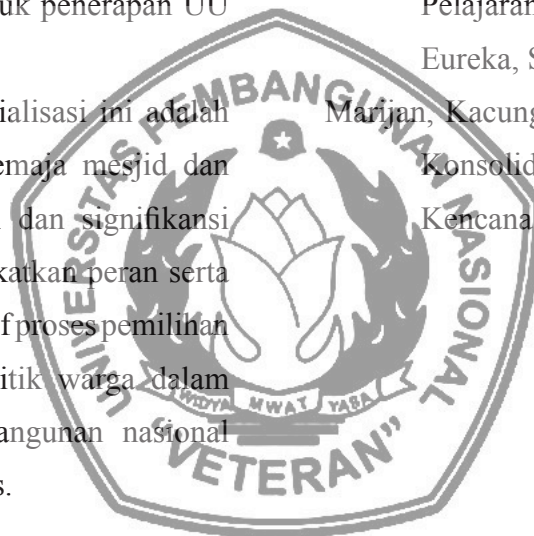 uk penerapan UU
ialisasi ini adalah
emaja mesjid dan
dan signifikansi
katkan peran serta
f proses pemilihan
itik warga dalam
angunan nasional
s.
Pelajaran
Eureka, S
Marijan, Kacung
Konsolid
Kencana
UNIVERSITAS PEMBANGUNAN NASIONAL
WIDYA MWAT YASA
"VETERAN"